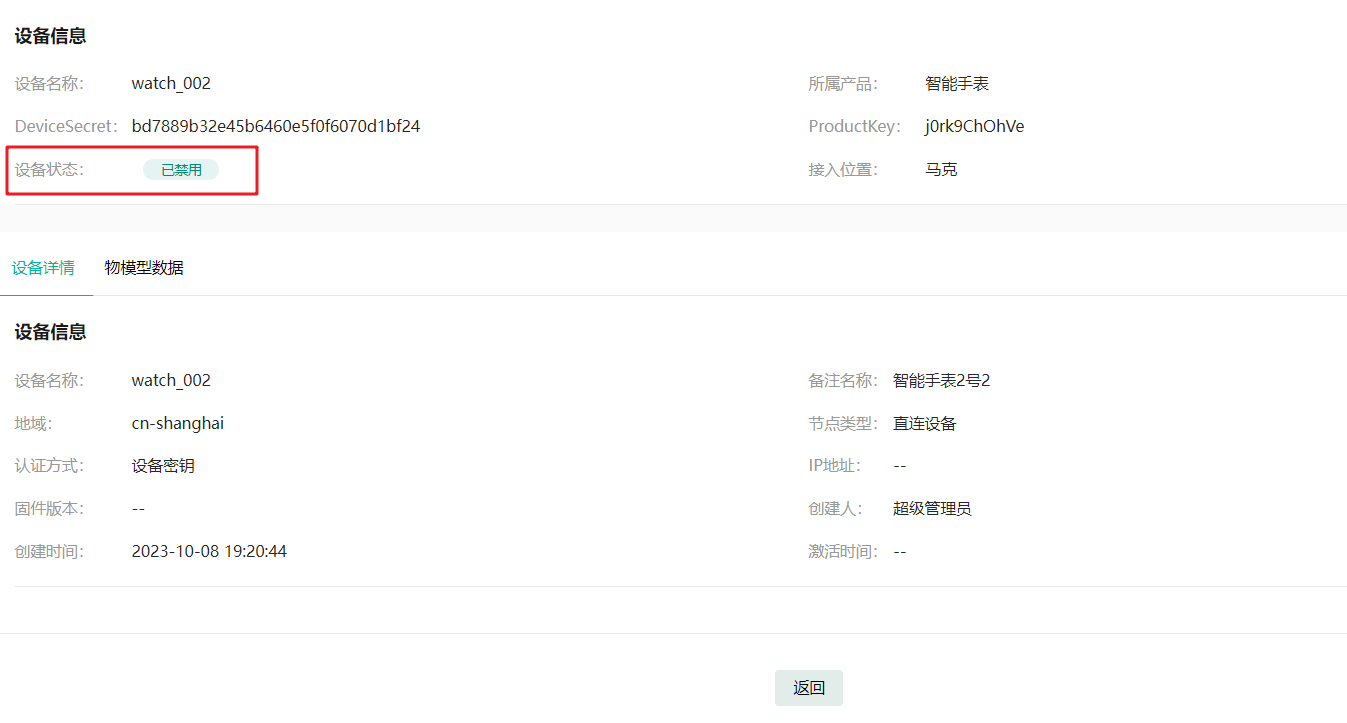 设备信息
设备名称： watch_002 所属产品： 智能手表
DeviceSecret： bd7889b32e45b6460e5f0f6070d1bf24 ProductKey： j0rk9ChOhVe
设备状态： 已禁用 接入位置： 马克
设备详情 物模型数据
设备信息
设备名称： watch_002 备注名称： 智能手表2号2
地域： cn-shanghai 节点类型： 直连设备
认证方式： 设备密钥 IP地址： --
固件版本： -- 创建人： 超级管理员
创建时间： 2023-10-08 19:20:44 激活时间： --
返回